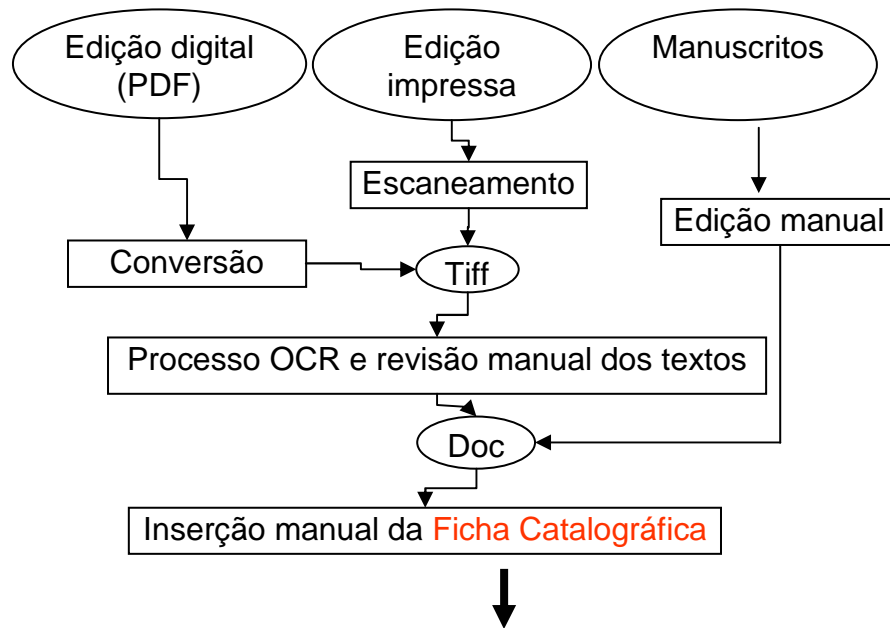 Edição digital
(PDF)
Edição
impressa
Manuscritos
Escaneamento
Edição manual
Conversão
Tiff
Processo OCR e revisão manual dos textos
Doc
Inserção manual da Ficha Catalográfica